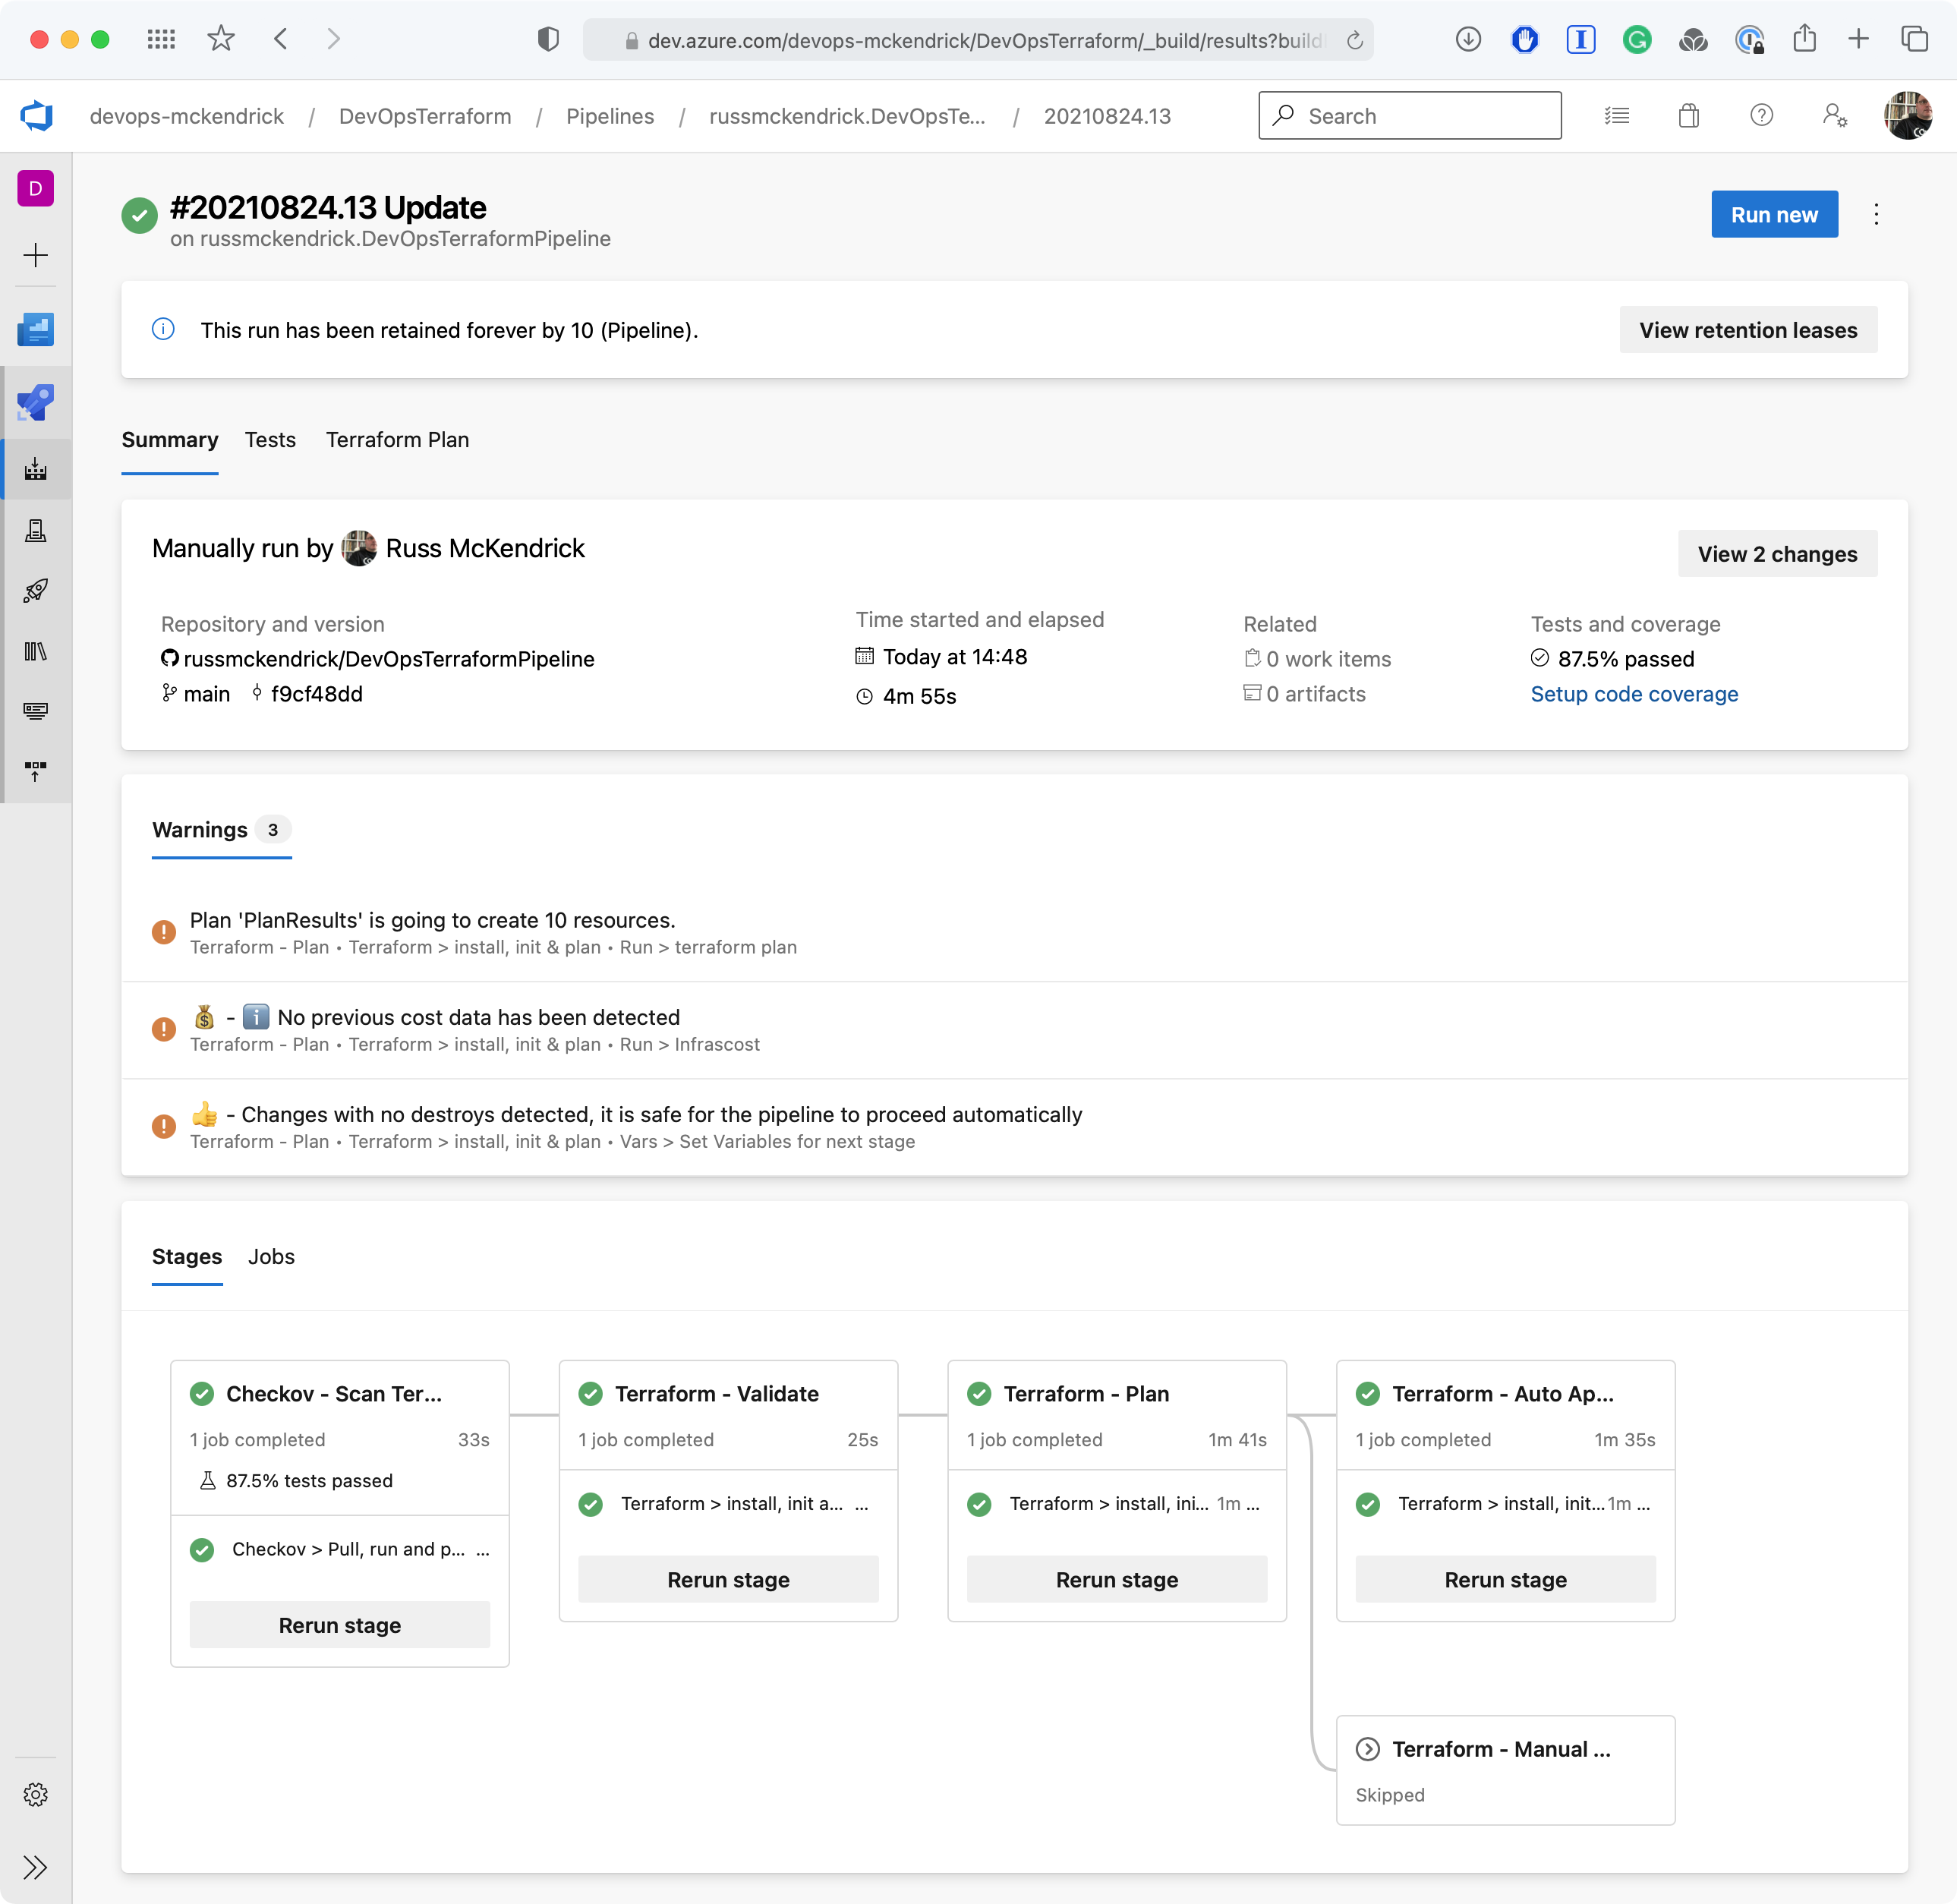 dev.azure.com/devops-mckendrick/DevOpsTerraform/_build/results?build
devops-mckendrick / DevOpsTerraform / Pipelines / russmckendrick.DevOpsTe... / 20210824.13
Search
D
#20210824.13 Update
on russmckendrick.DevOpsTerraformPipeline
Run new
This run has been retained forever by 10 (Pipeline).
View retention leases
Summary Tests Terraform Plan
Manually run by Russ McKendrick
View 2 changes
Repository and version
russmckendrick/DevOpsTerraformPipeline
main f9cf48dd
Time started and elapsed
Today at 14:48
4m 55s
Related
0 work items
0 artifacts
Tests and coverage
87.5% passed
Setup code coverage
Warnings 3
Plan 'PlanResults' is going to create 10 resources.
Terraform - Plan • Terraform > install, init & plan • Run > terraform plan
💰 - ℹ️ No previous cost data has been detected
Terraform - Plan • Terraform > install, init & plan • Run > Infrascost
👍 - Changes with no destroys detected, it is safe for the pipeline to proceed automatically
Terraform - Plan • Terraform > install, init & plan • Vars > Set Variables for next stage
Stages Jobs
Checkov - Scan Ter...
1 job completed 33s
87.5% tests passed
Checkov > Pull, run and p... ...
Rerun stage
Terraform - Validate
1 job completed 25s
Terraform > install, init a... ...
Rerun stage
Terraform - Plan
1 job completed 1m 41s
Terraform > install, ini... 1m ...
Rerun stage
Terraform - Auto Ap...
1 job completed 1m 35s
Terraform > install, init... 1m ...
Rerun stage
Terraform - Manual ...
Skipped